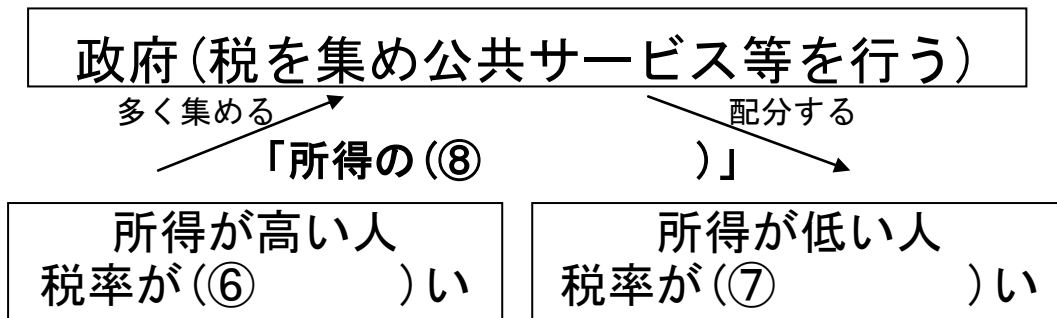 政府(税を集め公共サービス等を行う)
多く集める
配分する
「所得の(⑧　　　　　)」
所得が高い人
税率が(⑥　　　)い
所得が低い人
税率が(⑦　　　　)い